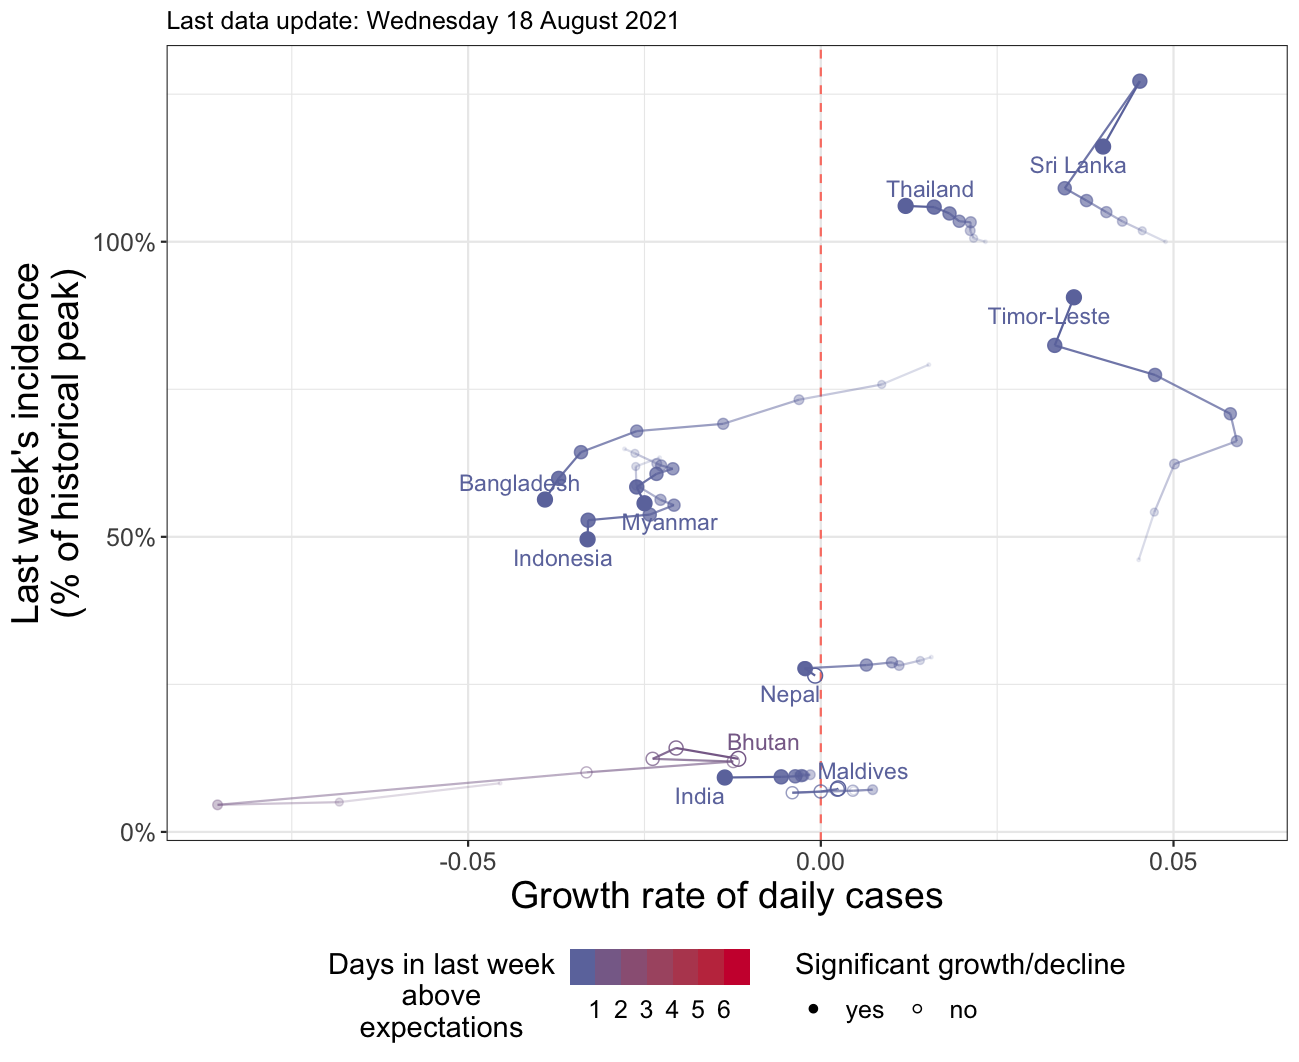 Last data update: Wednesday 18 August 2021
Last week's incidence
(% of historical peak)
100%
50%
0%
Sri Lanka
Thailand
Timor-Leste
Bangladesh
Myanmar
Indonesia
Nepal
Bhutan
Maldives
India
-0.05
0.00
0.05
Growth rate of daily cases
Days in last week
above
expectations
1 2 3 4 5 6
Significant growth/decline
yes no